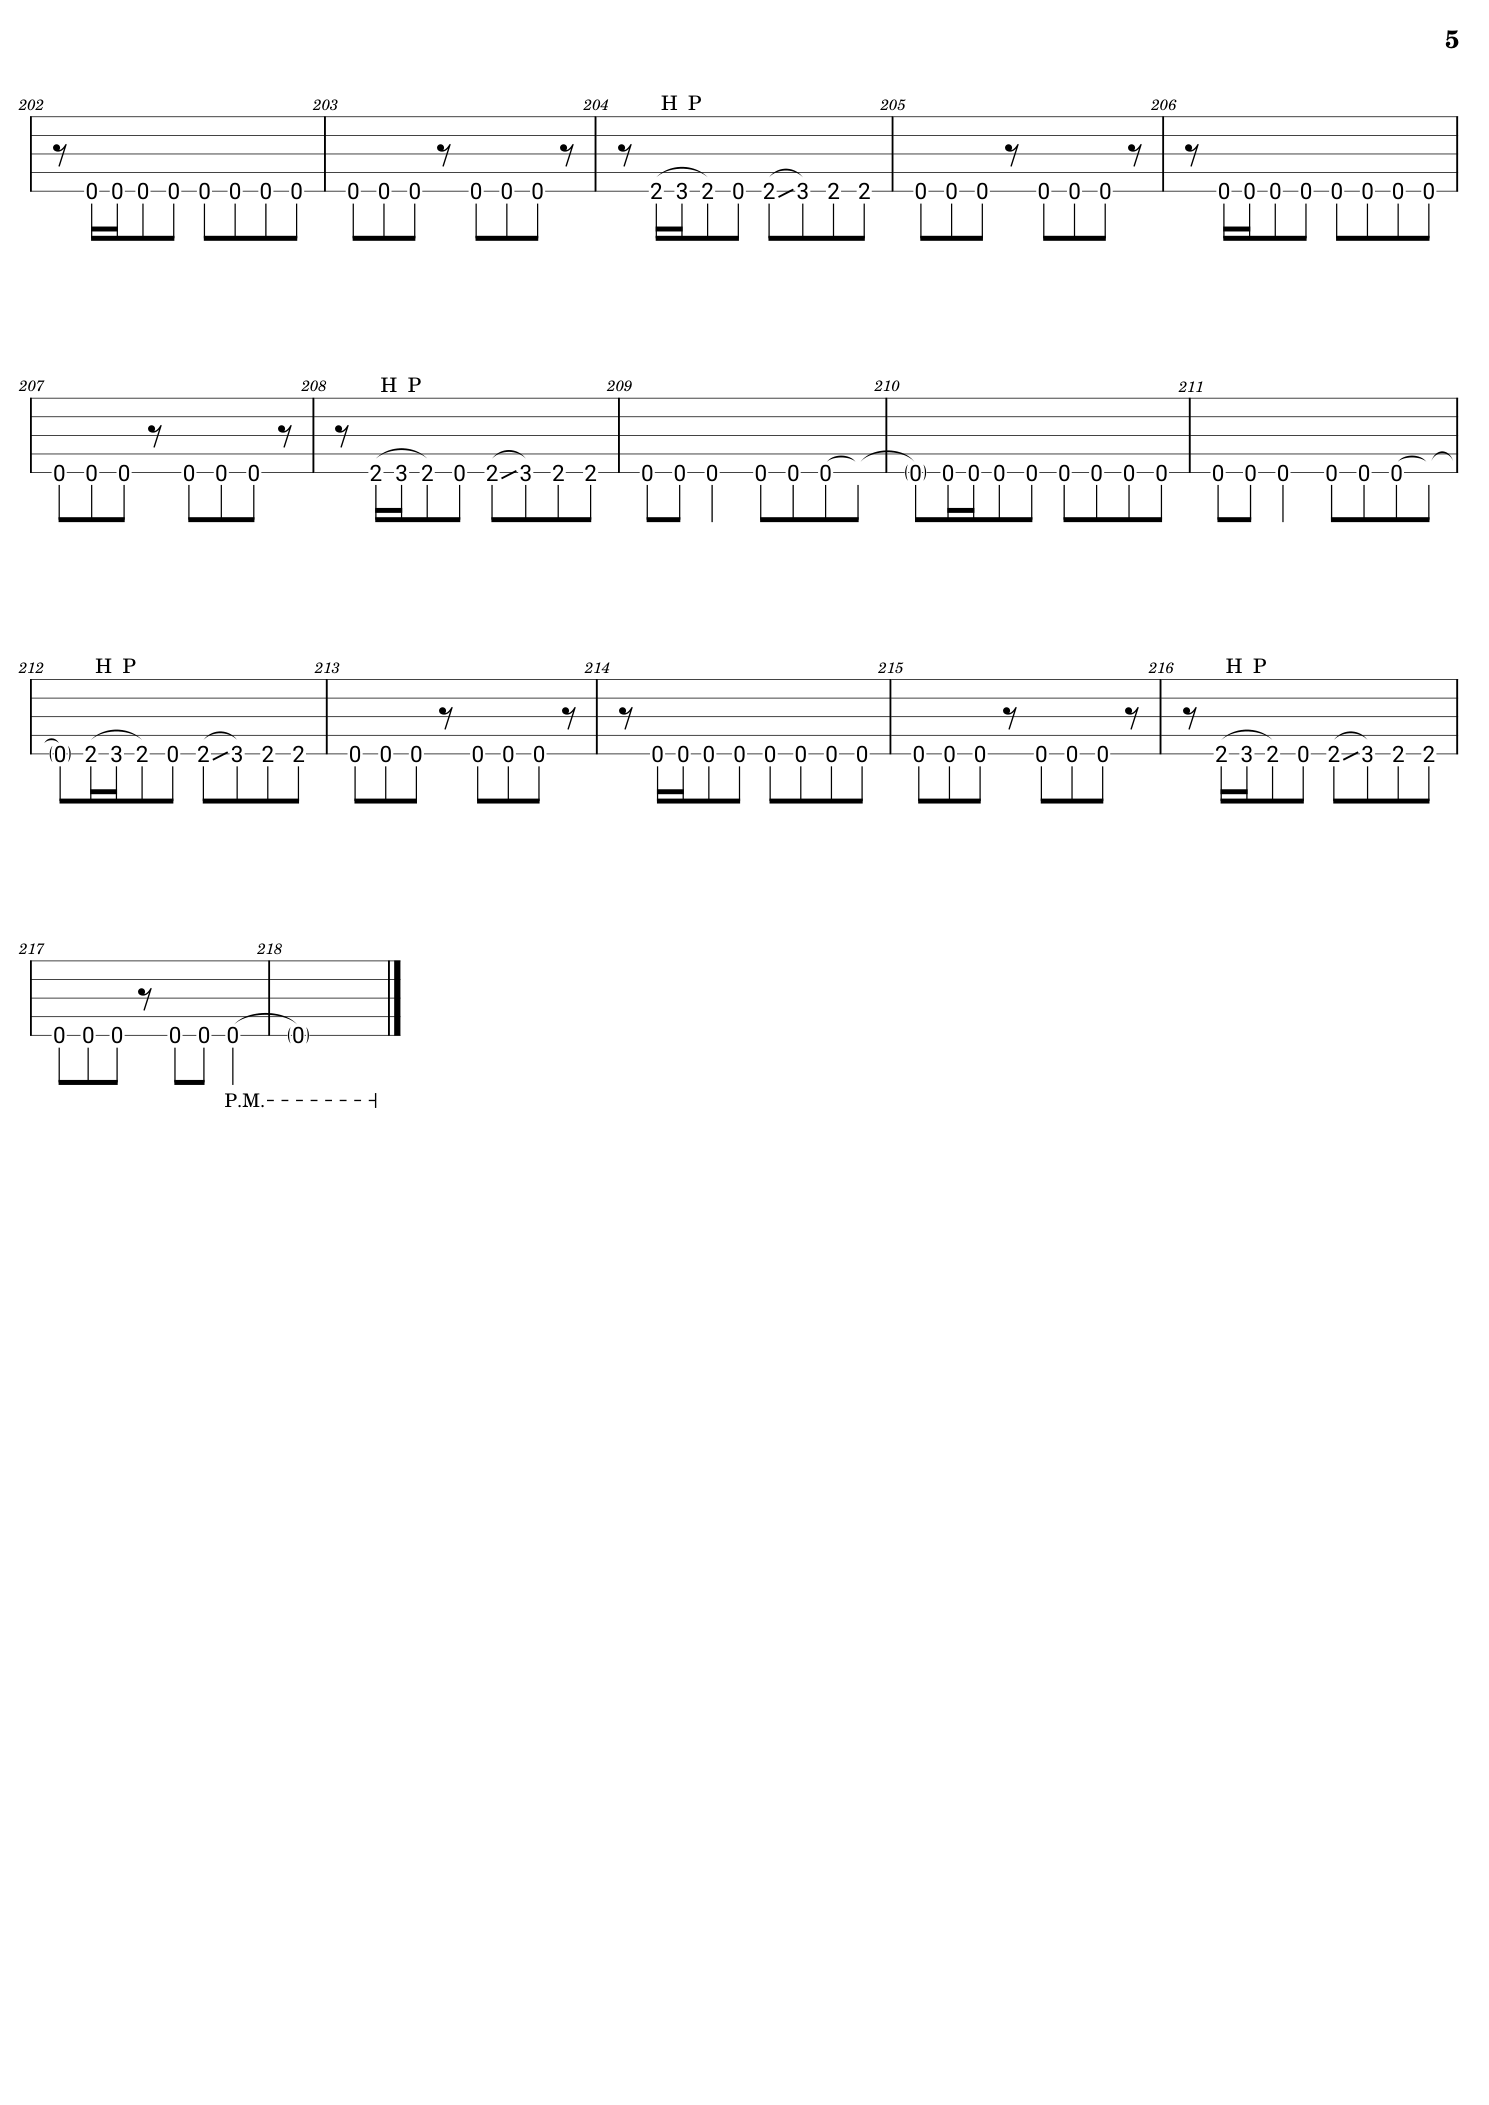 5
202 203 204 H P 205 206
0 0 0 0 0 0 0 0 0 0 0 0 0 0 2 3 2 0 2 3 2 2 0 0 0 0 0 0 0 0 0 0 0 0 0 0
207 208 H P 209 210 211
0 0 0 0 0 0 2 3 2 0 2 3 2 2 0 0 0 0 0 0 (0) 0 0 0 0 0 0 0 0 0 0 0 0 0 0
212 H P 213 214 215 216 H P
(0) 2 3 2 0 2 3 2 2 0 0 0 0 0 0 0 0 0 0 0 0 0 0 0 0 0 0 0 0 2 3 2 0 2 3 2 2
217 218
0 0 0 0 0 0 (0)
P.M.